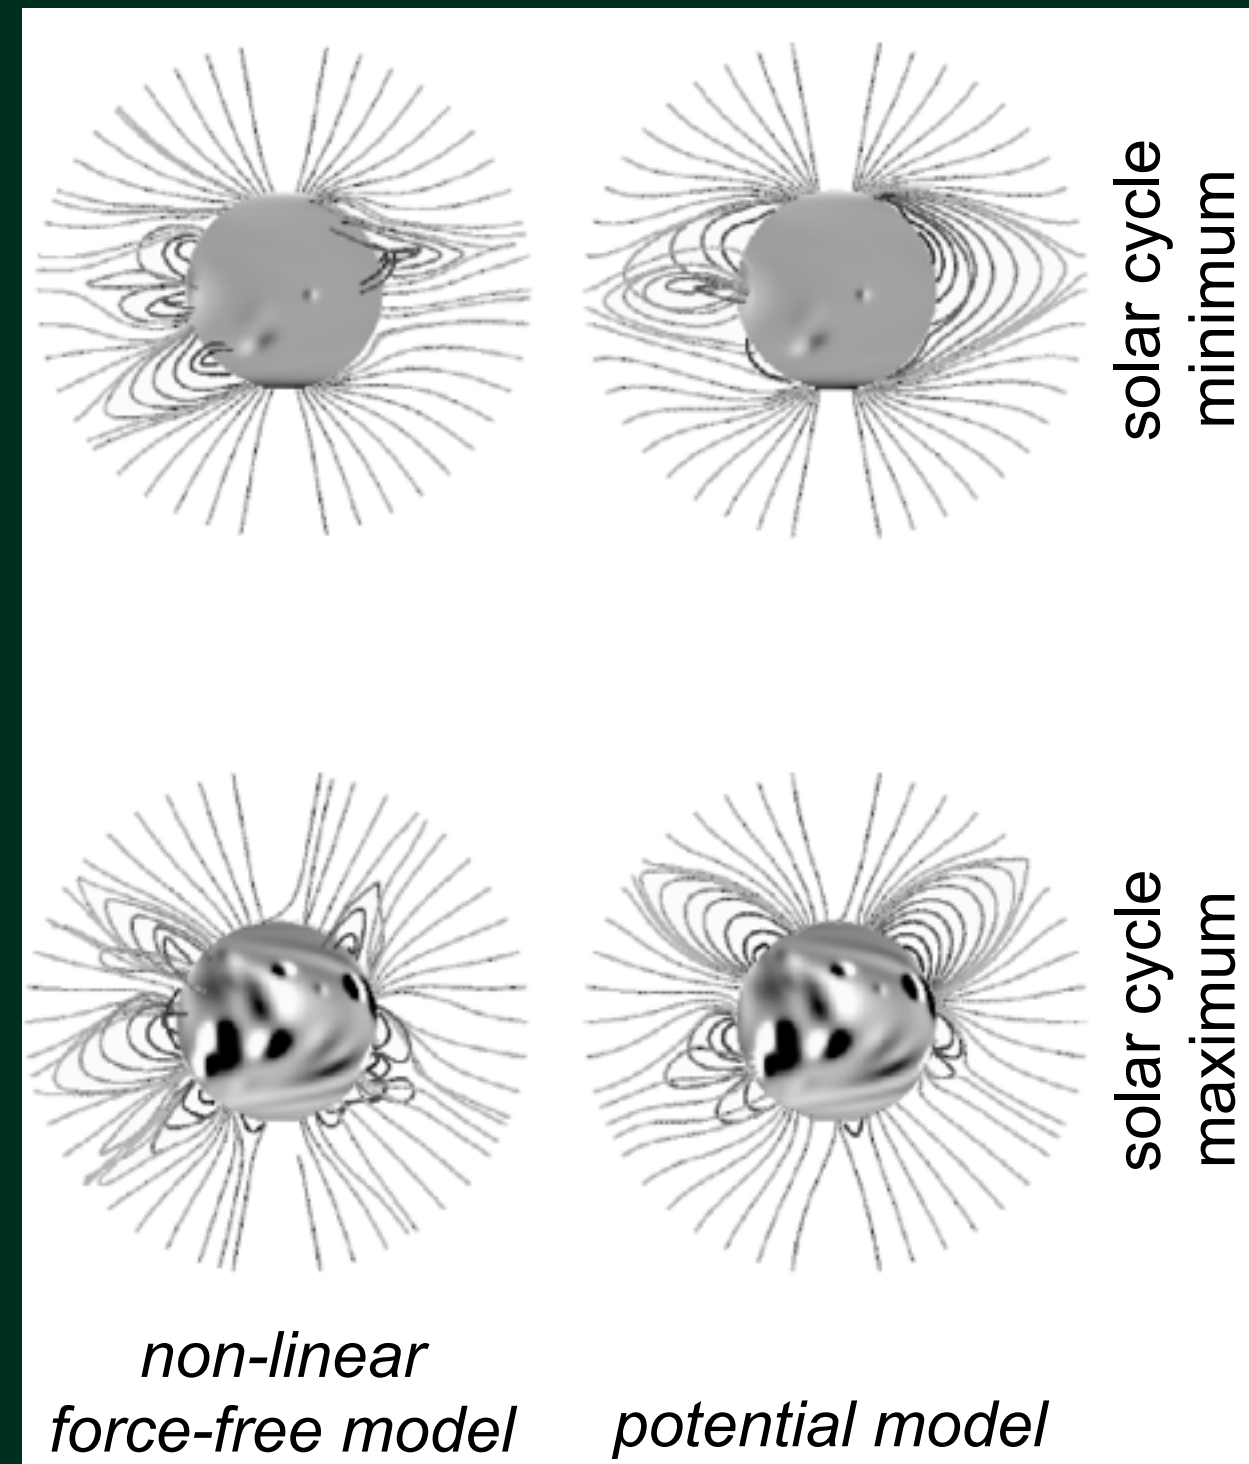 solar cycle
minimum
solar cycle
maximum
non-linear
force-free model
potential model